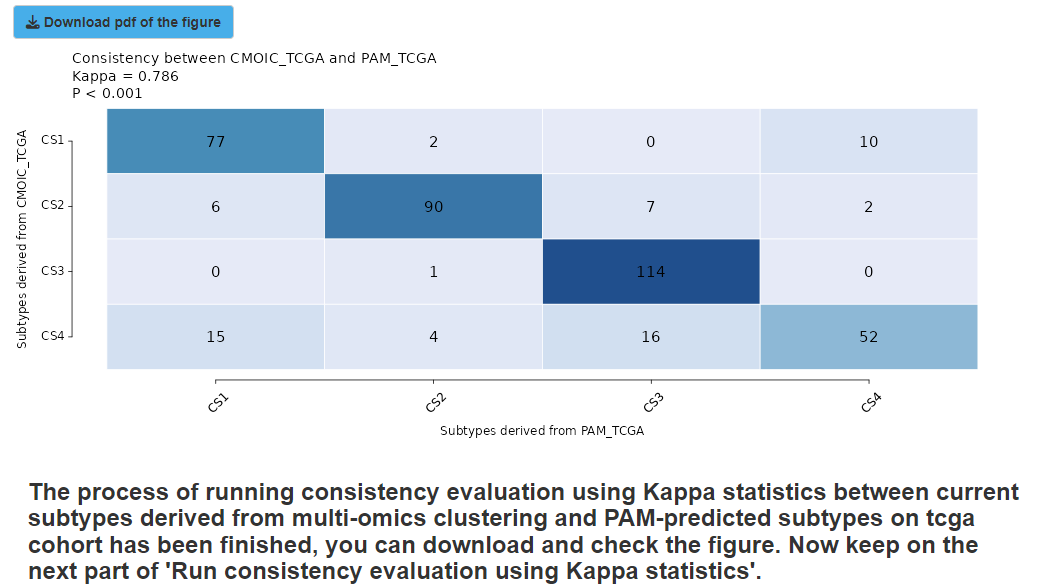 Download pdf of the figure
Consistency between CMOIC_TCGA and PAM_TCGA
Kappa = 0.786
P < 0.001
Subtypes derived from CMOIC_TCGA
CS1 77 2 0 10
CS2 6 90 7 2
CS3 0 1 114 0
CS4 15 4 16 52
CS1 CS2 CS3 CS4
Subtypes derived from PAM_TCGA
The process of running consistency evaluation using Kappa statistics between current
subtypes derived from multi-omics clustering and PAM-predicted subtypes on tcga
cohort has been finished, you can download and check the figure. Now keep on the
next part of 'Run consistency evaluation using Kappa statistics'.